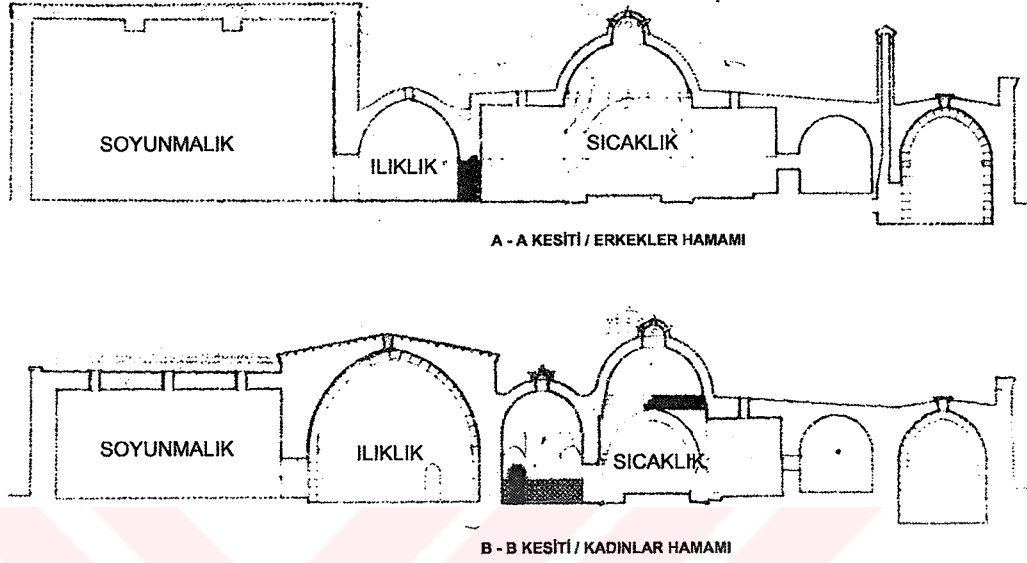 SOYUNMALIK
ILIKLIK
SICAKLIK
A - A KESİTİ / ERKEKLER HAMAMI
SOYUNMALIK
ILIKLIK
SICAKLIK
B - B KESİTİ / KADINLAR HAMAMI